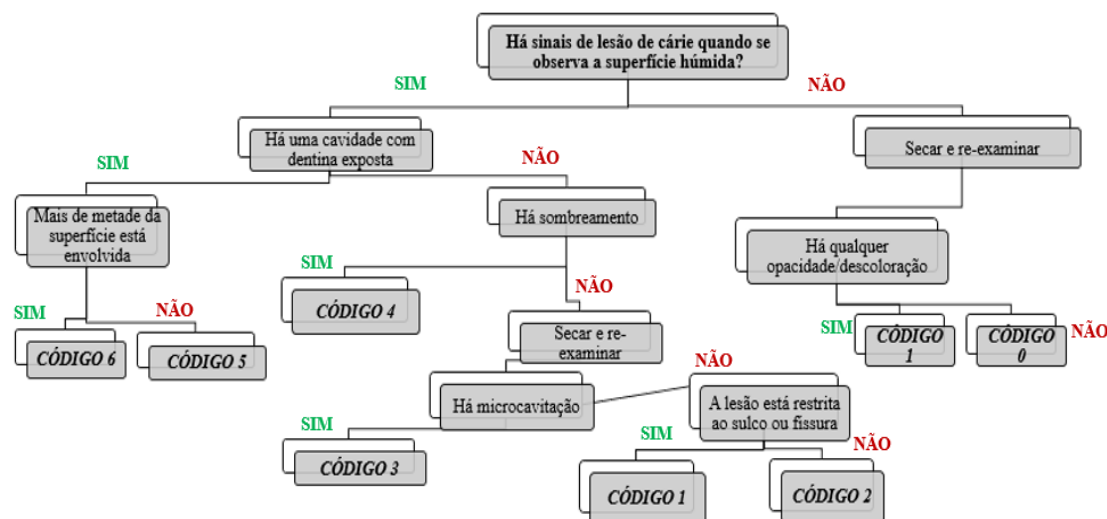 Há sinais de lesão de cárie quando se
observa a superfície húmida?
SIM
NÃO
Há uma cavidade com
dentina exposta
Secar e re-examinar
SIM
NÃO
Mais de metade da
superfície está
envolvida
Há sombreamento
Há qualquer
opacidade/descoloração
SIM
NÃO
SIM
NÃO
CÓDIGO 6
CÓDIGO 5
CÓDIGO 4
Secar e re-
examinar
SIM
CÓDIGO
1
CÓDIGO
0
NÃO
Há microcavitação
NÃO
A lesão está restrita
ao sulco ou fissura
SIM
CÓDIGO 3
SIM
NÃO
CÓDIGO 1
CÓDIGO 2